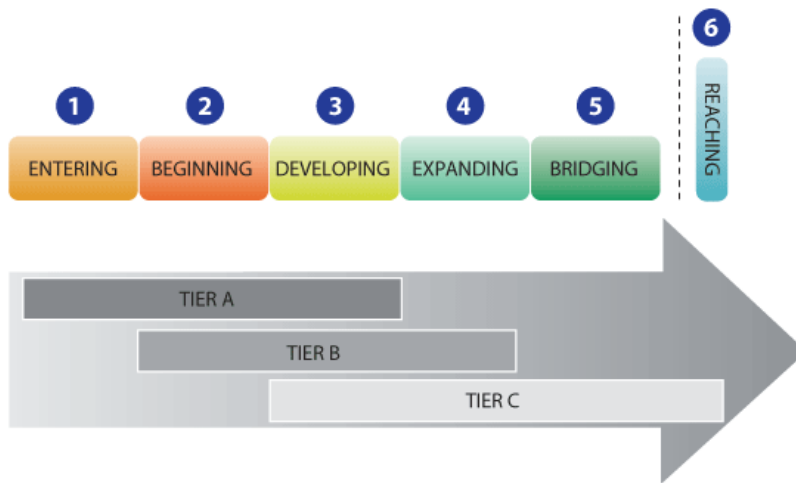 1 2 3 4 5 6
ENTERING BEGINNING DEVELOPING EXPANDING BRIDGING REACHING
TIER A
TIER B
TIER C